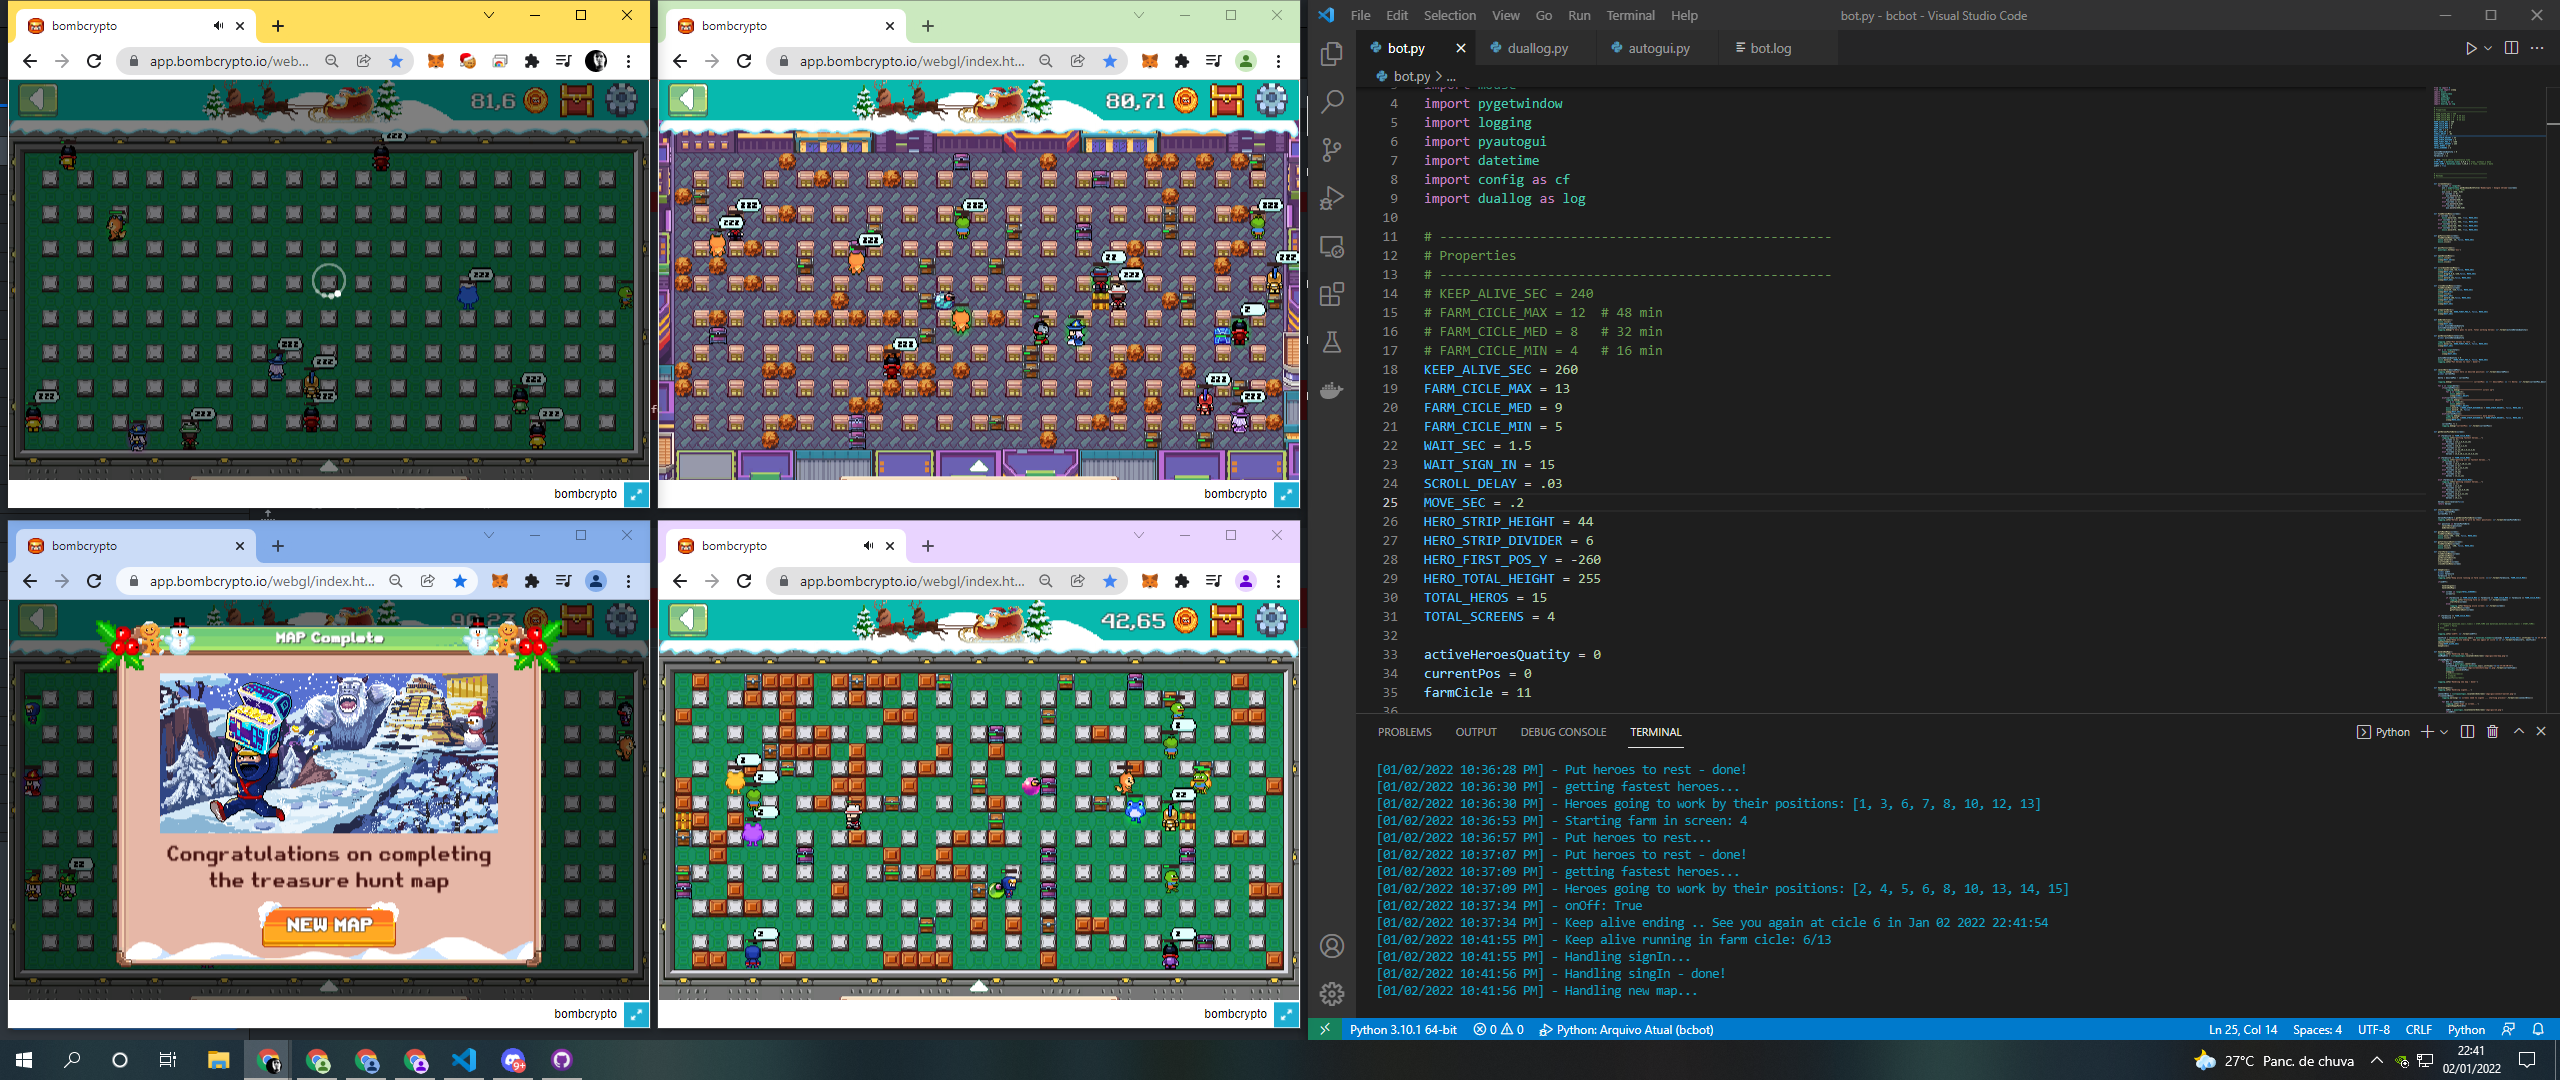 bombcrypto
app.bombcrypto.io/web...
81,6
bombcrypto
bombcrypto
app.bombcrypto.io/webgl/index.ht...
80,71
bombcrypto
bombcrypto
app.bombcrypto.io/webgl/index.ht...
MAP Complete
Congratulations on completing
the treasure hunt map
NEW MAP
bombcrypto
bombcrypto
app.bombcrypto.io/webgl/index.ht...
42,65
bombcrypto
File Edit Selection View Go Run Terminal Help
bot.py - bcbot - Visual Studio Code
bot.py duallog.py autogui.py bot.log
bot.py > ...
4 import pygetwindow
5 import logging
6 import pyautogui
7 import datetime
8 import config as cf
9 import duallog as log
10
11 # --------------------------------------------------
12 # Properties
13 # --------------------------------------------------
14 # KEEP_ALIVE_SEC = 240
15 # FARM_CICLE_MAX = 12 # 48 min
16 # FARM_CICLE_MED = 8 # 32 min
17 # FARM_CICLE_MIN = 4 # 16 min
18 KEEP_ALIVE_SEC = 260
19 FARM_CICLE_MAX = 13
20 FARM_CICLE_MED = 9
21 FARM_CICLE_MIN = 5
22 WAIT_SEC = 1.5
23 WAIT_SIGN_IN = 15
24 SCROLL_DELAY = .03
25 MOVE_SEC = .2
26 HERO_STRIP_HEIGHT = 44
27 HERO_STRIP_DIVIDER = 6
28 HERO_FIRST_POS_Y = -260
29 HERO_TOTAL_HEIGHT = 255
30 TOTAL_HEROS = 15
31 TOTAL_SCREENS = 4
32
33 activeHeroesQuatity = 0
34 currentPos = 0
35 farmCicle = 11
36
PROBLEMS OUTPUT DEBUG CONSOLE TERMINAL
Python
[01/02/2022 10:36:28 PM] - Put heroes to rest - done!
[01/02/2022 10:36:30 PM] - getting fastest heroes...
[01/02/2022 10:36:30 PM] - Heroes going to work by their positions: [1, 3, 6, 7, 8, 10, 12, 13]
[01/02/2022 10:36:53 PM] - Starting farm in screen: 4
[01/02/2022 10:36:57 PM] - Put heroes to rest...
[01/02/2022 10:37:07 PM] - Put heroes to rest - done!
[01/02/2022 10:37:09 PM] - getting fastest heroes...
[01/02/2022 10:37:09 PM] - Heroes going to work by their positions: [2, 4, 5, 6, 8, 10, 13, 14, 15]
[01/02/2022 10:37:34 PM] - onOff: True
[01/02/2022 10:37:34 PM] - Keep alive ending .. See you again at cicle 6 in Jan 02 2022 22:41:54
[01/02/2022 10:41:55 PM] - Keep alive running in farm cicle: 6/13
[01/02/2022 10:41:55 PM] - Handling signIn...
[01/02/2022 10:41:56 PM] - Handling singIn - done!
[01/02/2022 10:41:56 PM] - Handling new map...
Python 3.10.1 64-bit 0 0 Python: Arquivo Atual (bcbot)
Ln 25, Col 14 Spaces: 4 UTF-8 CRLF Python
9+
27°C Panc. de chuva
22:41
02/01/2022